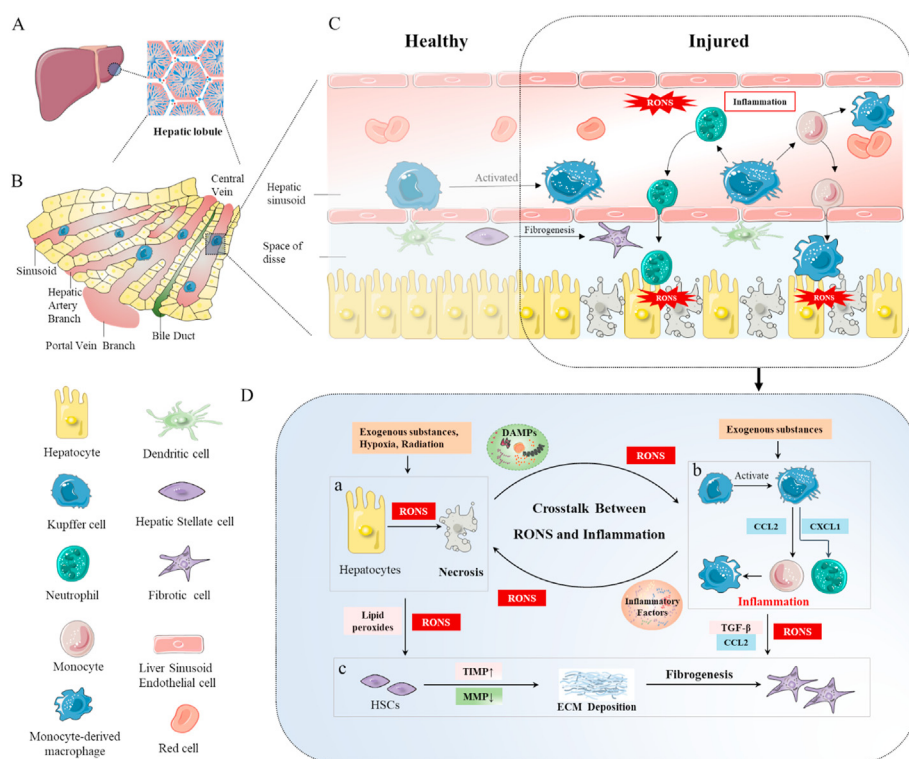 A
Hepatic lobule
B
Central
Vein
Sinusoid
Hepatic
Artery
Branch
Portal Vein Branch
Bile Duct
C
Healthy
Injured
RONS
Inflammation
Hepatic
sinusoid
Activated
Space of
disse
Fibrogenesis
RONS
RONS
Hepatocyte
Dendritic cell
Kupffer cell
Hepatic Stellate cell
Neutrophil
Fibrotic cell
Monocyte
Liver Sinusoid
Endothelial cell
Monocyte-derived
macrophage
Red cell
D
Exogenous substances,
Hypoxia, Radiation
DAMPs
RONS
Exogenous substances
a
RONS
Hepatocytes
Necrosis
Crosstalk Between
RONS and Inflammation
b
Activate
CCL2
CXCL1
Inflammation
RONS
Inflammatory
Factors
Lipid
peroxides
RONS
TGF-β
CCL2
RONS
c
HSCs
TIMP↑
MMP↓
ECM Deposition
Fibrogenesis